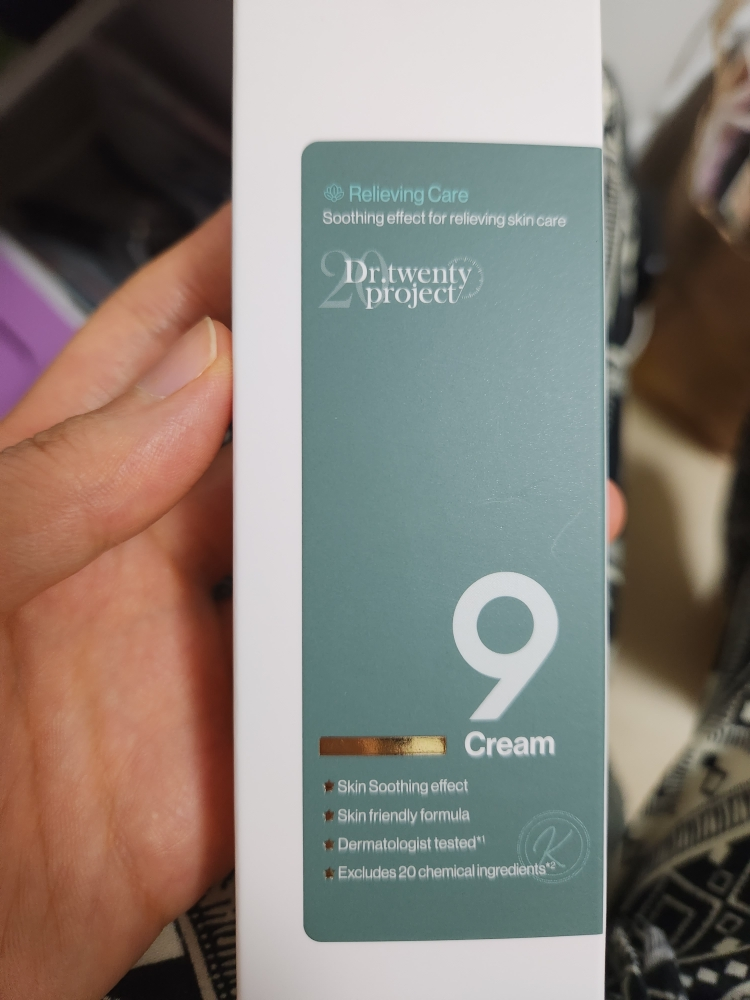 Relieving Care
Soothing effect for relieving skin care
20
Dr.twenty
project
9
Cream
Skin Soothing effect
Skin friendly formula
Dermatologist tested*1
Excludes 20 chemical ingredients*2
K